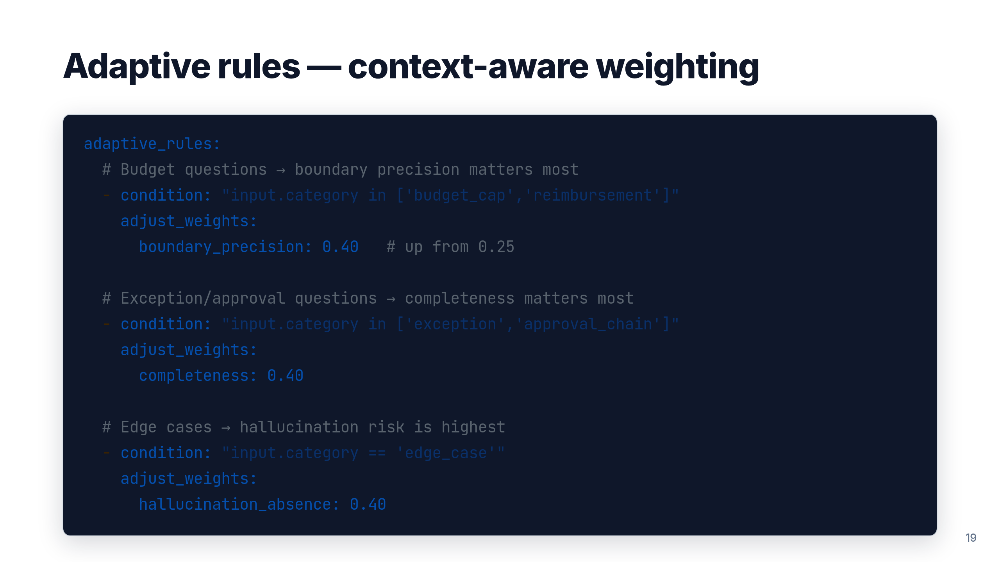 Adaptive rules — context-aware weighting
adaptive_rules:
  # Budget questions → boundary precision matters most
  - condition: "input.category in ['budget_cap','reimbursement']"
    adjust_weights:
      boundary_precision: 0.40   # up from 0.25
  # Exception/approval questions → completeness matters most
  - condition: "input.category in ['exception','approval_chain']"
    adjust_weights:
      completeness: 0.40
  # Edge cases → hallucination risk is highest
  - condition: "input.category == 'edge_case'"
    adjust_weights:
      hallucination_absence: 0.40
19